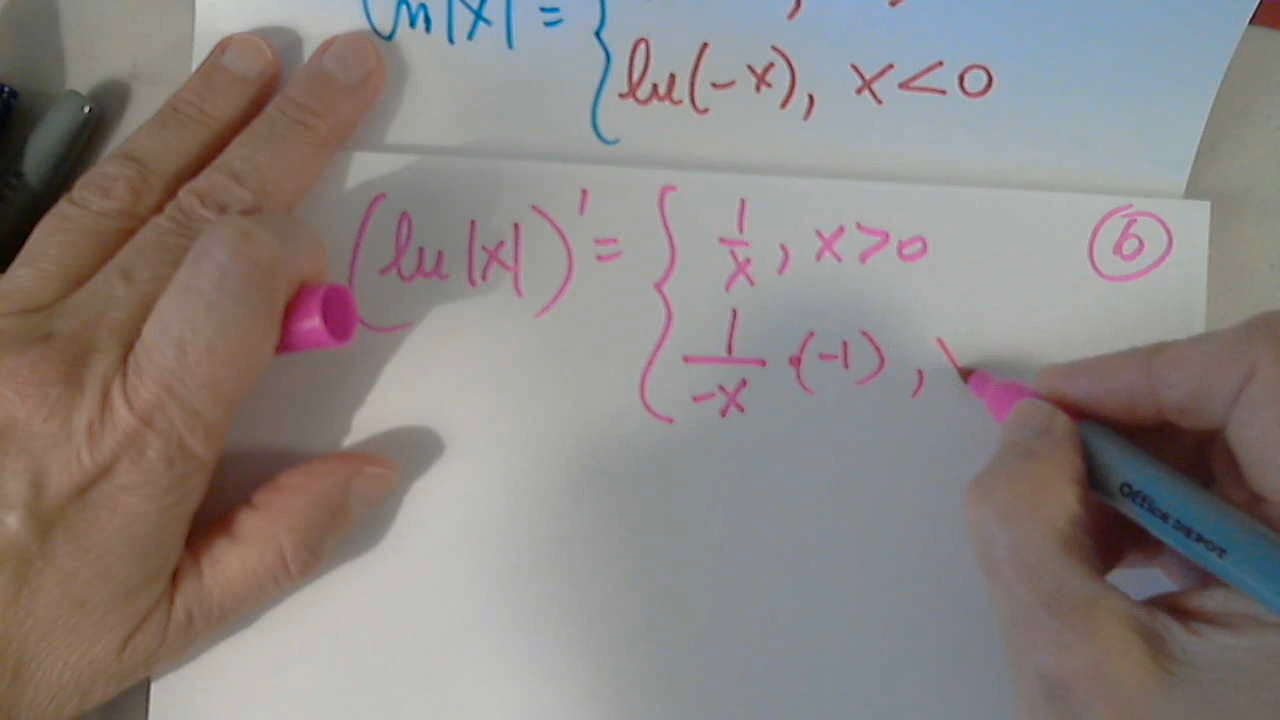 ln|x| = {
ln(-x), x<0
(ln|x|)' = { 1/x, x>0
1/-x ·(-1),
6
Office DEPOT